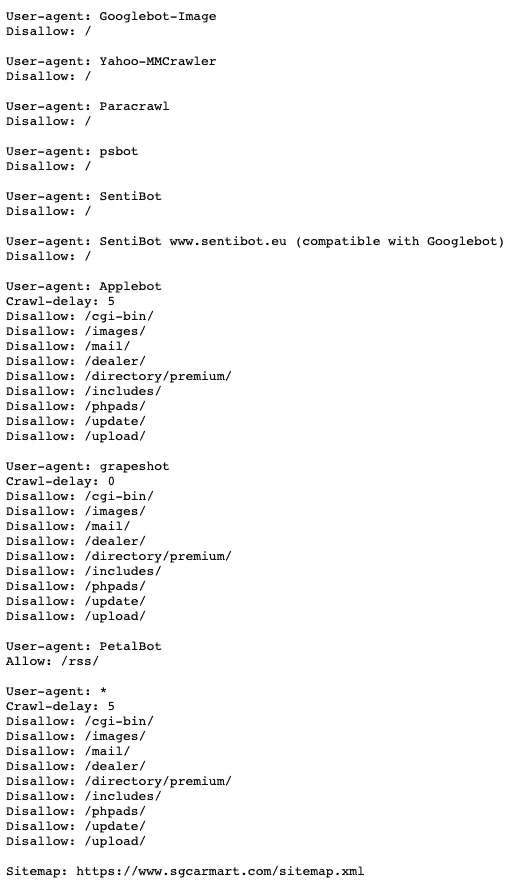 User-agent: Googlebot-Image
Disallow: /

User-agent: Yahoo-MMCrawler
Disallow: /

User-agent: Paracrawl
Disallow: /

User-agent: psbot
Disallow: /

User-agent: SentiBot
Disallow: /

User-agent: SentiBot www.sentibot.eu (compatible with Googlebot)
Disallow: /

User-agent: Applebot
Crawl-delay: 5
Disallow: /cgi-bin/
Disallow: /images/
Disallow: /mail/
Disallow: /dealer/
Disallow: /directory/premium/
Disallow: /includes/
Disallow: /phpads/
Disallow: /update/
Disallow: /upload/

User-agent: grapeshot
Crawl-delay: 0
Disallow: /cgi-bin/
Disallow: /images/
Disallow: /mail/
Disallow: /dealer/
Disallow: /directory/premium/
Disallow: /includes/
Disallow: /phpads/
Disallow: /update/
Disallow: /upload/

User-agent: PetalBot
Allow: /rss/

User-agent: *
Crawl-delay: 5
Disallow: /cgi-bin/
Disallow: /images/
Disallow: /mail/
Disallow: /dealer/
Disallow: /directory/premium/
Disallow: /includes/
Disallow: /phpads/
Disallow: /update/
Disallow: /upload/

Sitemap: https://www.sgcarmart.com/sitemap.xml